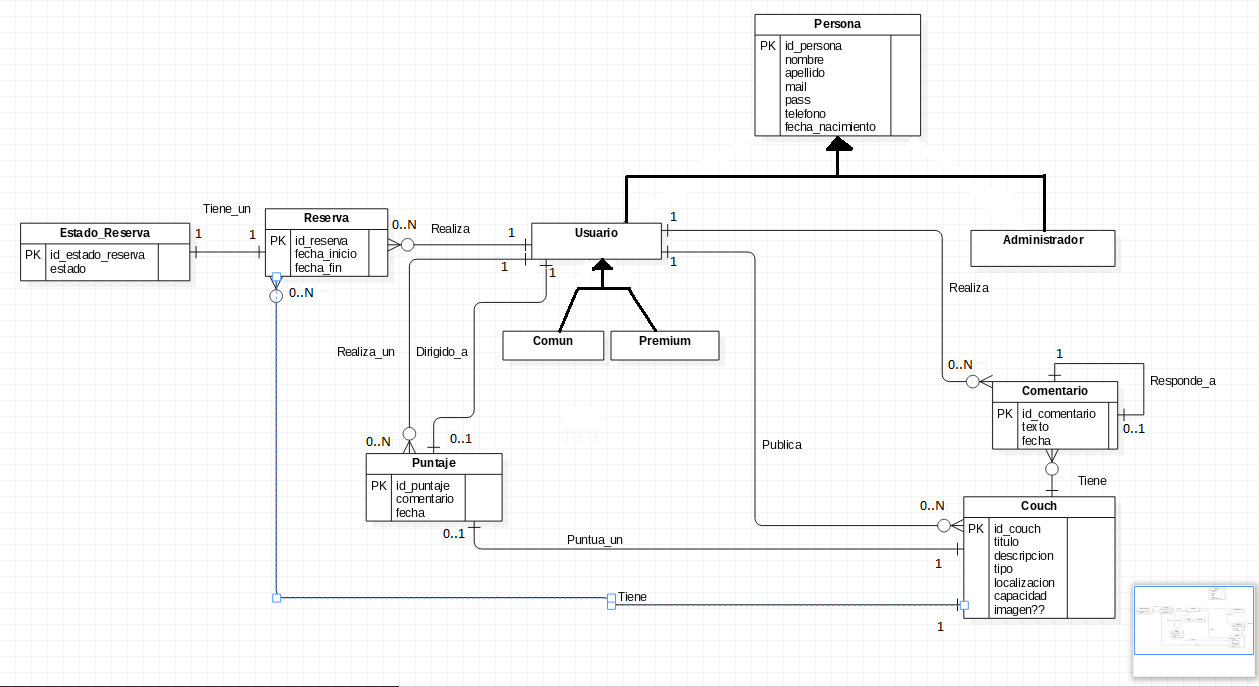 Persona
PK id_persona
nombre
apellido
mail
pass
telefono
fecha_nacimiento
Estado_Reserva
PK id_estado_reserva
estado
Tiene_un
1
1
Reserva
PK id_reserva
fecha_inicio
fecha_fin
0..N
Realiza
1
Usuario
1
1
Administrador
1
1
0..N
Comun
Premium
Realiza
Realiza_un
Dirigido_a
0..N
1
Responde_a
0..1
Comentario
PK id_comentario
texto
fecha
0..N
0..1
Puntaje
PK id_puntaje
comentario
fecha
Publica
Tiene
0..N
Couch
PK id_couch
titulo
descripcion
tipo
localizacion
capacidad
imagen??
0..1
Puntua_un
1
Tiene
1